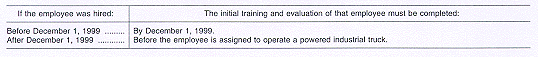 If the employee was hired: The initial training and evaluation of that employee must be completed:
Before December 1, 1999 ......... By December 1, 1999.
After December 1, 1999 ............ Before the employee is assigned to operate a powered industrial truck.